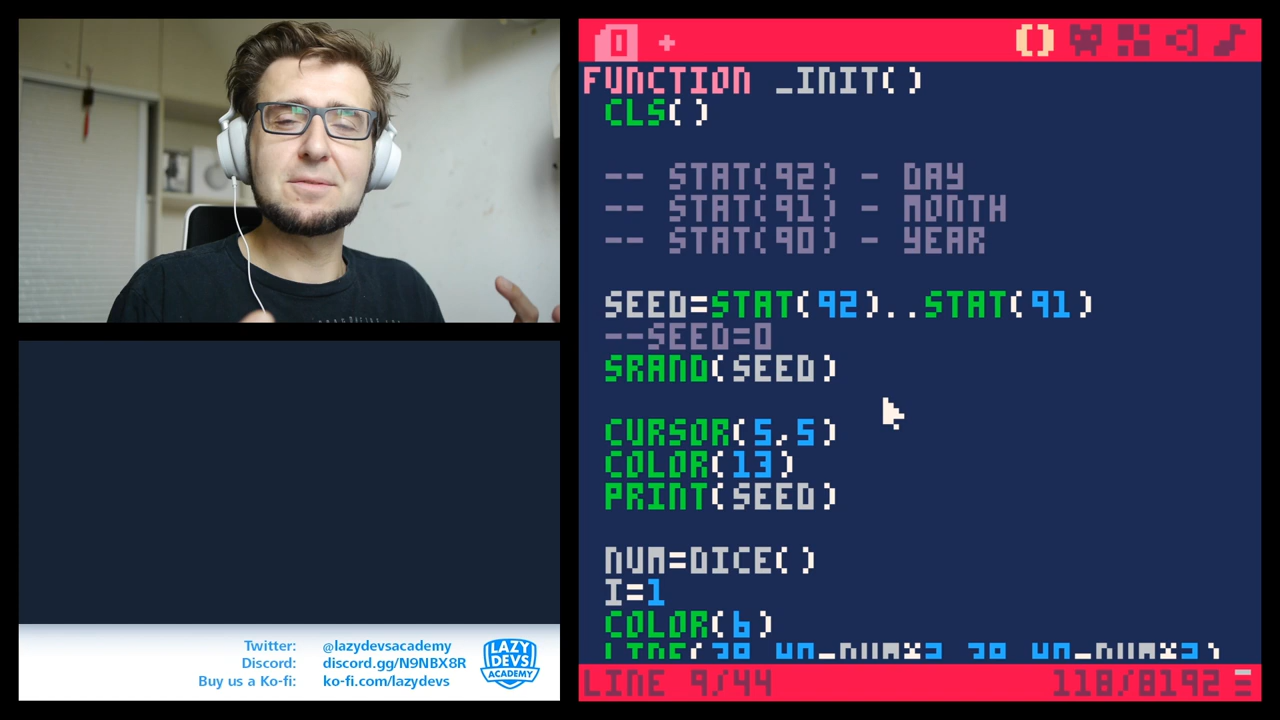 Twitter: @lazydevsacademy
Discord: discord.gg/N9NBX8R
Buy us a Ko-fi: ko-fi.com/lazydevs
LAZY
DEVS
ACADEMY
0 +
FUNCTION _INIT()
CLS()
-- STAT(92) - DAY
-- STAT(91) - MONTH
-- STAT(90) - YEAR
SEED=STAT(92)..STAT(91)
--SEED=0
SRAND(SEED)
CURSOR(5,5)
COLOR(13)
PRINT(SEED)
NUM=DICE()
I=1
COLOR(6)
LINE 9/44
118/8192